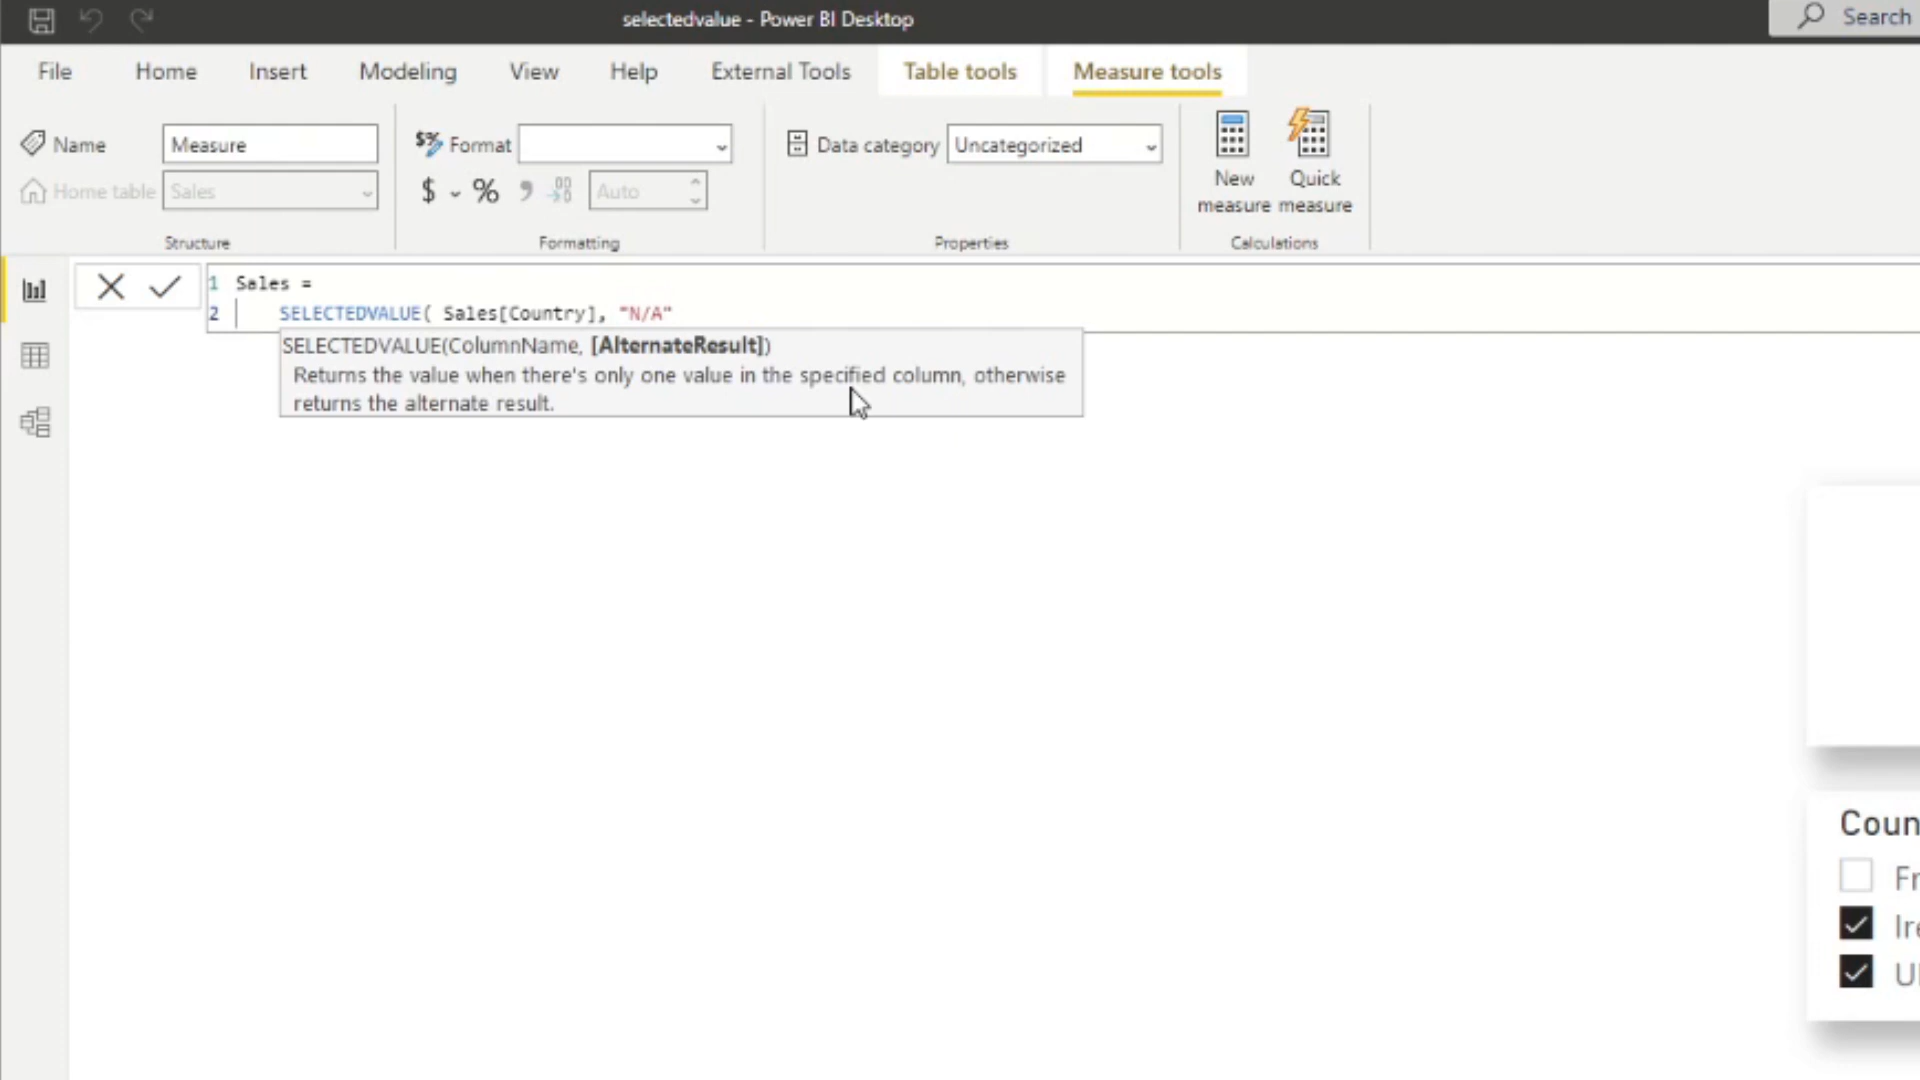 selectedvalue - Power BI Desktop
Search
File Home Insert Modeling View Help External Tools Table tools Measure tools
Name Measure
Home table Sales
Structure
Format
$ % Auto
Formatting
Data category Uncategorized
Properties
New measure
Quick measure
Calculations
1 Sales =
2 SELECTEDVALUE( Sales[Country], "N/A"
SELECTEDVALUE(ColumnName, [AlternateResult])
Returns the value when there's only one value in the specified column, otherwise
returns the alternate result.
Coun
Fr
Ire